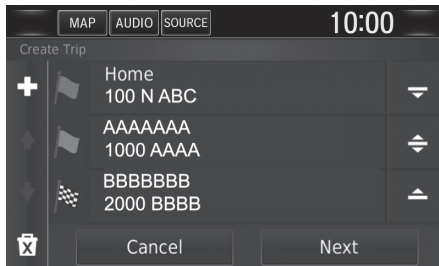 MAP AUDIO SOURCE 10:00
Create Trip
Home
100 N ABC
AAAAAAA
1000 AAAA
BBBBBBB
2000 BBBB
Cancel Next